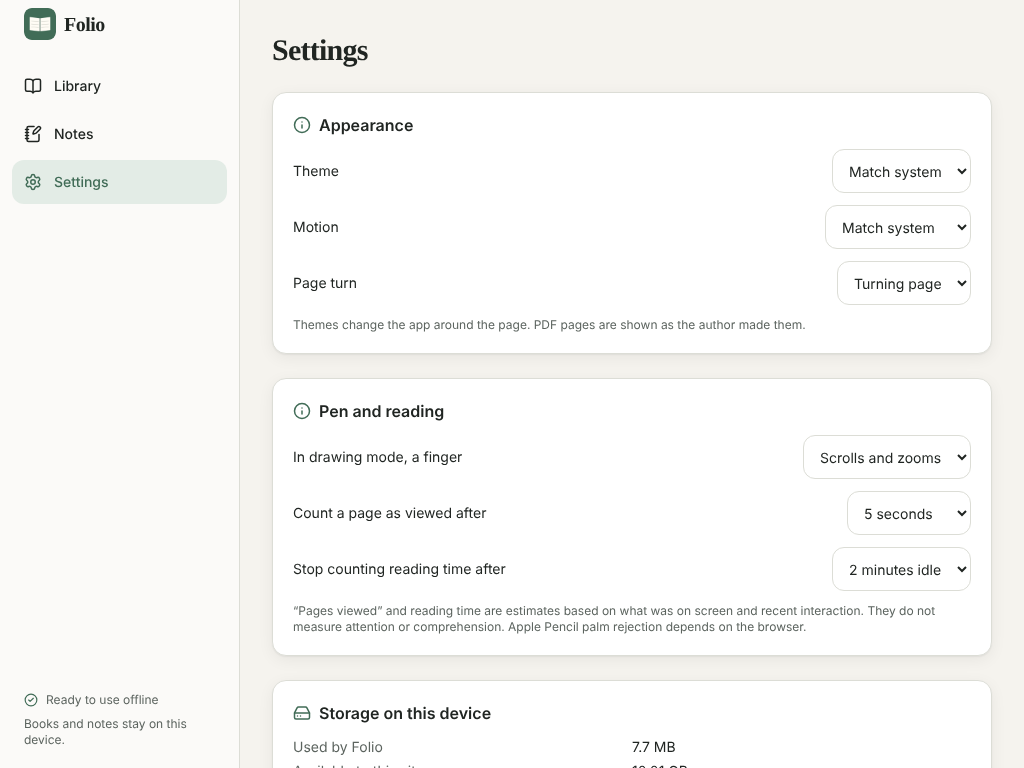 Folio
Library
Notes
Settings
Ready to use offline
Books and notes stay on this
device.
Settings
Appearance
Theme
Match system
Motion
Match system
Page turn
Turning page
Themes change the app around the page. PDF pages are shown as the author made them.
Pen and reading
In drawing mode, a finger
Scrolls and zooms
Count a page as viewed after
5 seconds
Stop counting reading time after
2 minutes idle
“Pages viewed” and reading time are estimates based on what was on screen and recent interaction. They do not
measure attention or comprehension. Apple Pencil palm rejection depends on the browser.
Storage on this device
Used by Folio
7.7 MB